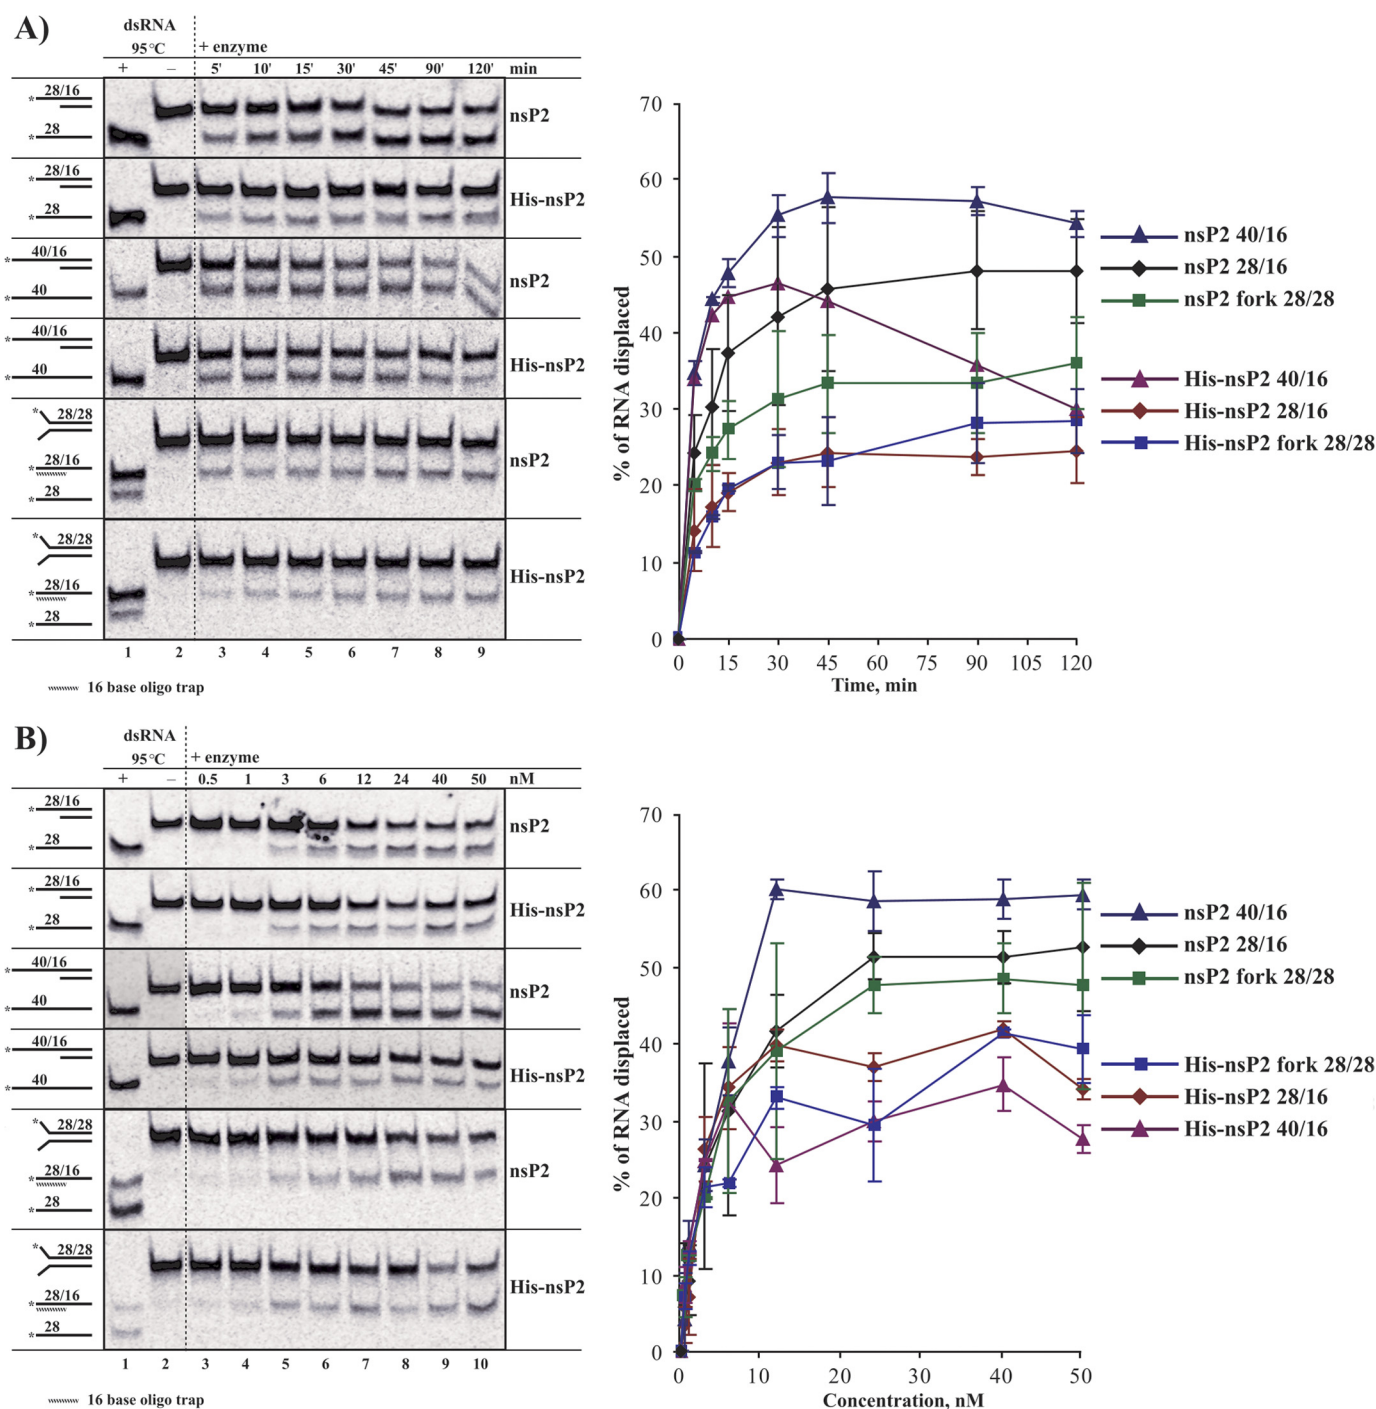 A)
dsRNA
95°C + enzyme
+ – 5' 10' 15' 30' 45' 90' 120' min
* 28/16
nsP2
* 28
* 28/16
His-nsP2
* 28
* 40/16
nsP2
* 40
* 40/16
His-nsP2
* 40
* 28/28
nsP2
* 28/16
* 28
* 28/28
His-nsP2
* 28/16
* 28
1 2 3 4 5 6 7 8 9
16 base oligo trap
% of RNA displaced
70
60
50
40
30
20
10
0
0 15 30 45 60 75 90 105 120
Time, min
nsP2 40/16
nsP2 28/16
nsP2 fork 28/28
His-nsP2 40/16
His-nsP2 28/16
His-nsP2 fork 28/28
B)
dsRNA
95°C + enzyme
+ – 0.5 1 3 6 12 24 40 50 nM
* 28/16
nsP2
* 28
* 28/16
His-nsP2
* 28
* 40/16
nsP2
* 40
* 40/16
His-nsP2
* 40
* 28/28
nsP2
* 28/16
* 28
* 28/28
His-nsP2
* 28/16
* 28
1 2 3 4 5 6 7 8 9 10
16 base oligo trap
% of RNA displaced
70
60
50
40
30
20
10
0
0 10 20 30 40 50
Concentration, nM
nsP2 40/16
nsP2 28/16
nsP2 fork 28/28
His-nsP2 fork 28/28
His-nsP2 28/16
His-nsP2 40/16